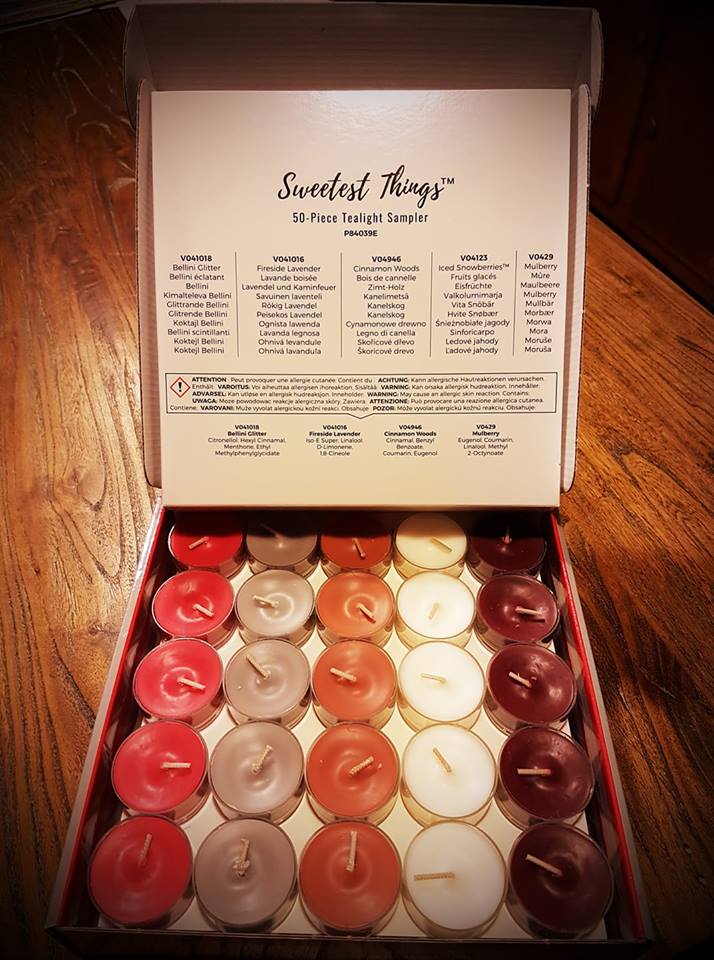 Sweetest Things™
50-Piece Tealight Sampler
P84039E
V041018
Bellini Glitter
Bellini éclatant
Bellini
Kimalteleva Bellini
Glittrande Bellini
Glitrende Bellini
Koktajl Bellini
Bellini scintillanti
Koktejl Bellini
Koktejl Bellini
V041016
Fireside Lavender
Lavande boisée
Lavendel und Kaminfeuer
Savuinen laventeli
Rökig Lavendel
Peisekos Lavendel
Ognista lawenda
Lavanda legnosa
Ohnivá levandule
Ohnivá lavandula
V04946
Cinnamon Woods
Bois de cannelle
Zimt-Holz
Kanelimetsä
Kanelskog
Kanelskog
Cynamonowe drewno
Legno di canella
Skořicové dřevo
Škoricové drevo
V04123
Iced Snowberries™
Fruits glacés
Eisfrüchte
Valkolumimarja
Vita Snöbär
Hvite Snøbær
Śnieżnobiałe jagody
Sinforicarpo
Ledové jahody
Ľadové jahody
V0429
Mulberry
Mûre
Maulbeere
Mulberry
Mullbär
Morbær
Morwa
Mora
Moruše
Moruša
ATTENTION : Peut provoquer une allergie cutanée. Contient du : ACHTUNG: Kann allergische Hautreaktionen verursachen.
Enthält: VAROITUS: Voi aiheuttaa allergisen ihoreaktion. Sisältää: VARNING: Kan orsaka allergisk hudreaktion. Innehåller:
ADVARSEL: Kan utløse en allergisk hudreaksjon. Inneholder: WARNING: May cause an allergic skin reaction. Contains:
UWAGA: Może powodować reakcje alergiczną skóry. Zawiera: ATTENZIONE: Può provocare una reazione allergica cutanea.
Contiene: VAROVANI: Může vyvolat alergickou kožní reakci. Obsahuje: POZOR: Môže vyvolať alergickú kožnú reakciu. Obsahuje:
V041018
Bellini Glitter
Citronellol, Hexyl Cinnamal,
Menthone, Ethyl
Methylphenylglycidate
V041016
Fireside Lavender
Iso-E Super, Linalool,
D-Limonene,
1,8-Cineole
V04946
Cinnamon Woods
Cinnamal, Benzyl
Benzoate,
Coumarin, Eugenol
V0429
Mulberry
Eugenol, Coumarin,
Linalool, Methyl
2-Octynoate